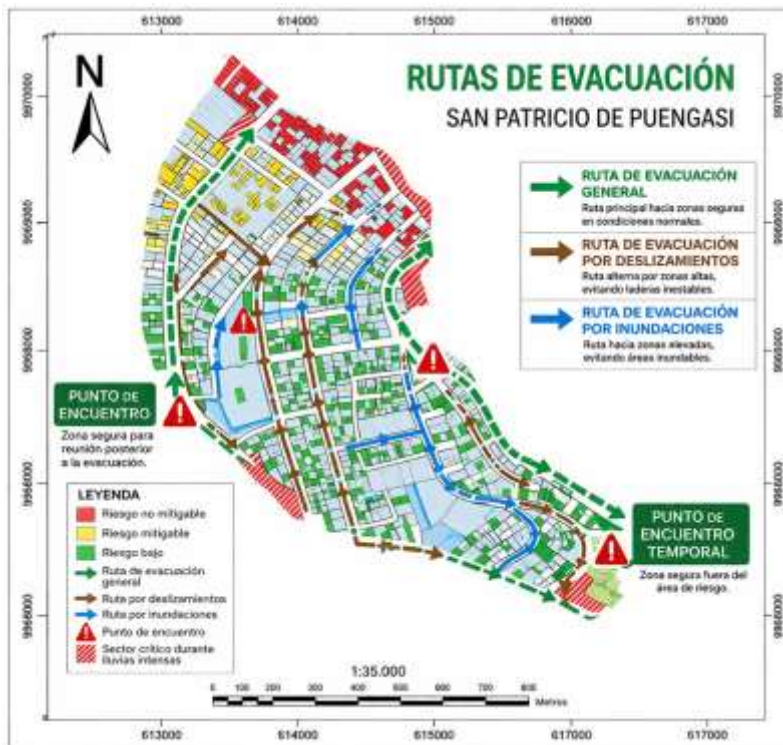 613000 614000 615000 616000 617000
N
RUTAS DE EVACUACIÓN
SAN PATRICIO DE PUENGASI
RUTA DE EVACUACIÓN
GENERAL
Ruta principal hacia zonas seguras
en condiciones normales.
RUTA DE EVACUACIÓN
POR DESLIZAMIENTOS
Ruta alterna por zonas altas,
evitando laderas inestables.
RUTA DE EVACUACIÓN
POR INUNDACIONES
Ruta hacia zonas elevadas,
evitando áreas inundables.
PUNTO DE
ENCUENTRO
Zona segura para
reunión posterior
a la evacuación.
LEYENDA
Riesgo no mitigable
Riesgo mitigable
Riesgo bajo
Ruta de evacuación
general
Ruta por deslizamientos
Ruta por inundaciones
Punto de encuentro
Sector crítico durante
lluvias intensas
PUNTO DE
ENCUENTRO
TEMPORAL
Zona segura fuera del
área de riesgo.
1:35.000
0 100 200 300 400 500 600 700
Metros
613000 614000 615000 616000 617000